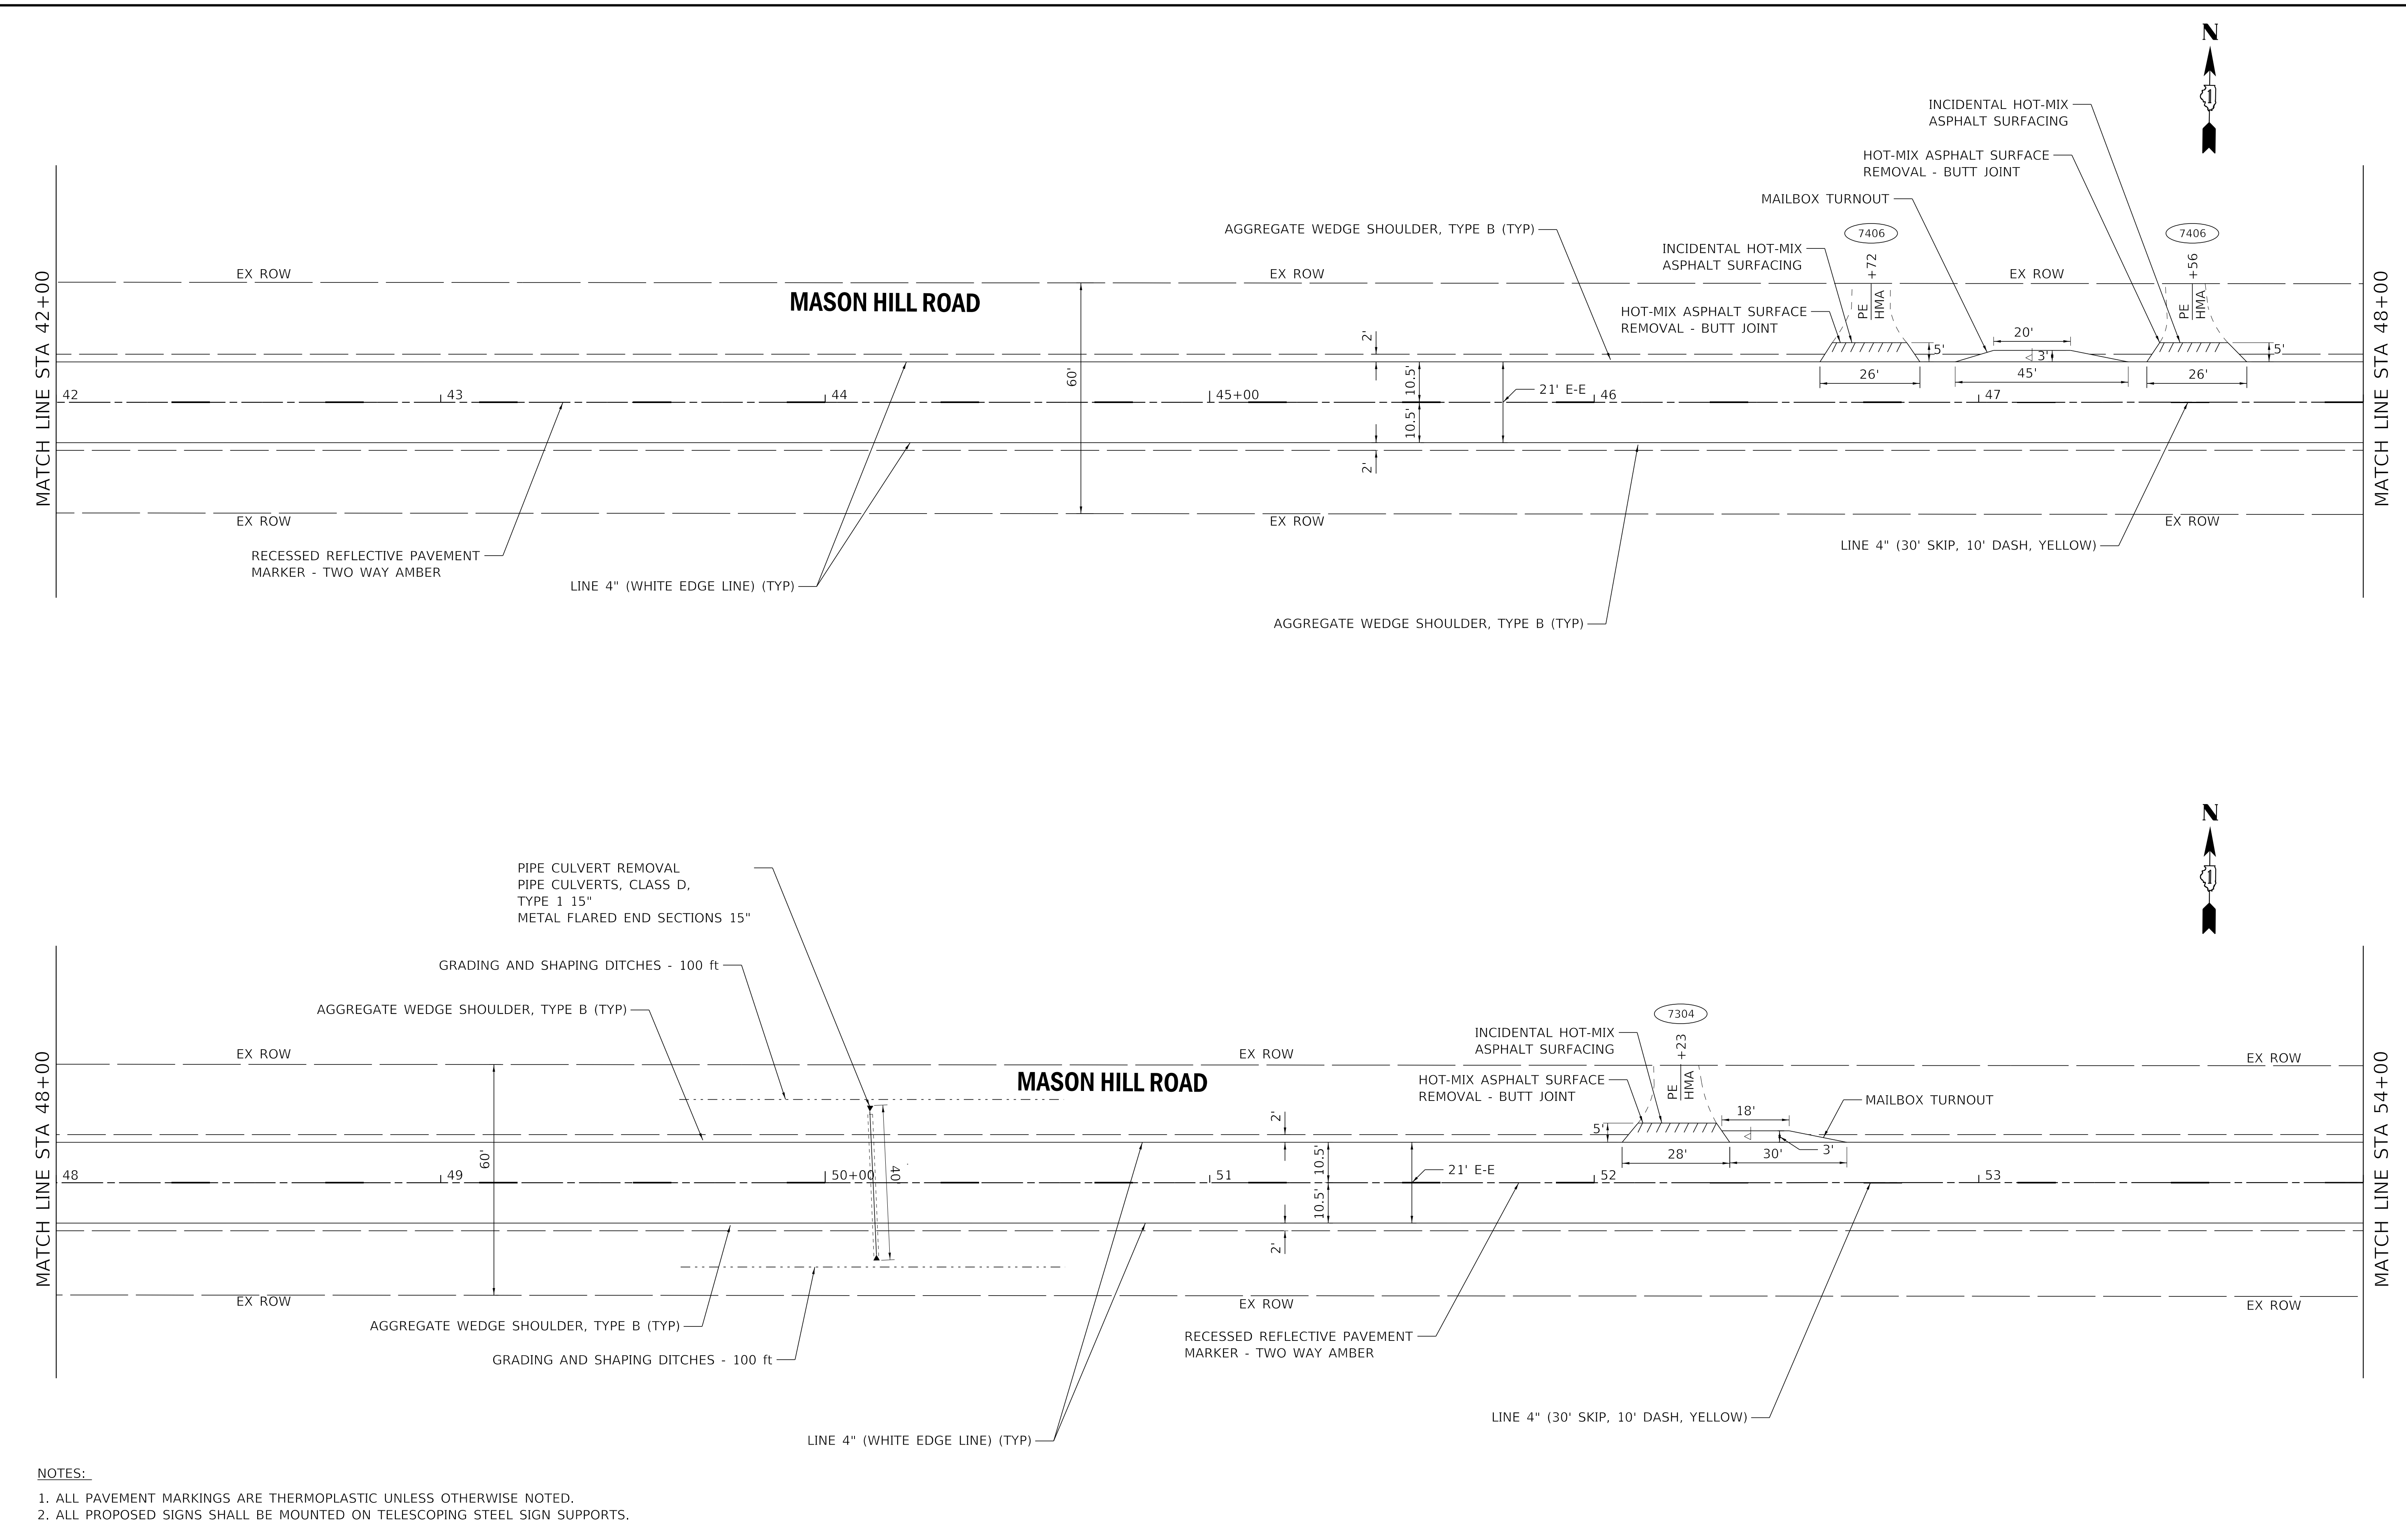 N
1
INCIDENTAL HOT-MIX
ASPHALT SURFACING
HOT-MIX ASPHALT SURFACE
REMOVAL - BUTT JOINT
MAILBOX TURNOUT
AGGREGATE WEDGE SHOULDER, TYPE B (TYP)
7406
7406
INCIDENTAL HOT-MIX
ASPHALT SURFACING
+72
+56
EX ROW
EX ROW
EX ROW
MASON HILL ROAD
PE
HMA
PE
HMA
HOT-MIX ASPHALT SURFACE
REMOVAL - BUTT JOINT
MATCH LINE STA 42+00
MATCH LINE STA 48+00
2'
20'
5'
3'
5'
60'
10.5'
26'
45'
26'
42
43
44
45+00
21' E-E
46
47
10.5'
2'
EX ROW
EX ROW
EX ROW
RECESSED REFLECTIVE PAVEMENT
MARKER - TWO WAY AMBER
LINE 4" (30' SKIP, 10' DASH, YELLOW)
LINE 4" (WHITE EDGE LINE) (TYP)
AGGREGATE WEDGE SHOULDER, TYPE B (TYP)
N
1
PIPE CULVERT REMOVAL
PIPE CULVERTS, CLASS D,
TYPE 1 15"
METAL FLARED END SECTIONS 15"
GRADING AND SHAPING DITCHES - 100 ft
AGGREGATE WEDGE SHOULDER, TYPE B (TYP)
7304
INCIDENTAL HOT-MIX
ASPHALT SURFACING
+23
EX ROW
EX ROW
EX ROW
MASON HILL ROAD
HOT-MIX ASPHALT SURFACE
REMOVAL - BUTT JOINT
PE
HMA
MAILBOX TURNOUT
MATCH LINE STA 48+00
MATCH LINE STA 54+00
2'
18'
5'
3'
60'
10.5'
28'
30'
48
49
50+00
40'
51
21' E-E
52
53
10.5'
2'
EX ROW
EX ROW
EX ROW
AGGREGATE WEDGE SHOULDER, TYPE B (TYP)
RECESSED REFLECTIVE PAVEMENT
MARKER - TWO WAY AMBER
GRADING AND SHAPING DITCHES - 100 ft
LINE 4" (30' SKIP, 10' DASH, YELLOW)
LINE 4" (WHITE EDGE LINE) (TYP)
NOTES:
1. ALL PAVEMENT MARKINGS ARE THERMOPLASTIC UNLESS OTHERWISE NOTED.
2. ALL PROPOSED SIGNS SHALL BE MOUNTED ON TELESCOPING STEEL SIGN SUPPORTS.